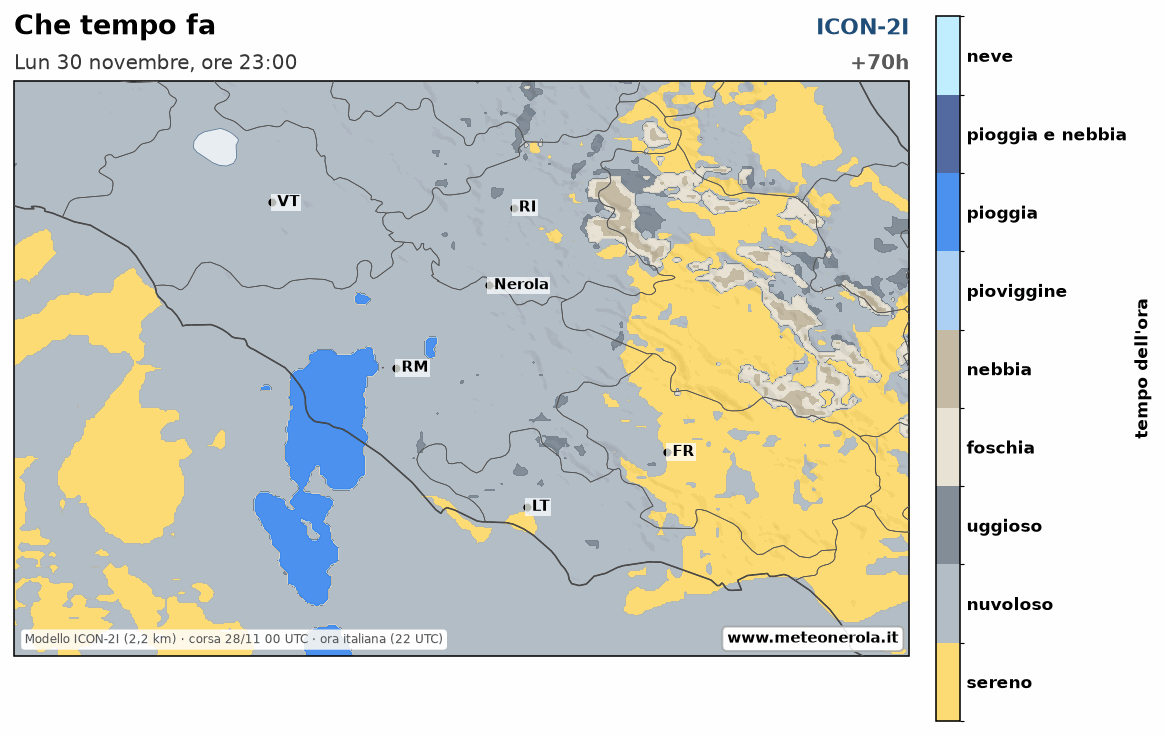 Che tempo fa
ICON-2I
Lun 30 novembre, ore 23:00
+70h
neve
pioggia e nebbia
pioggia
pioviggine
nebbia
foschia
uggioso
nuvoloso
sereno
tempo dell'ora
VT
RI
Nerola
RM
FR
LT
Modello ICON-2I (2,2 km) · corsa 28/11 00 UTC · ora italiana (22 UTC)
www.meteonerola.it